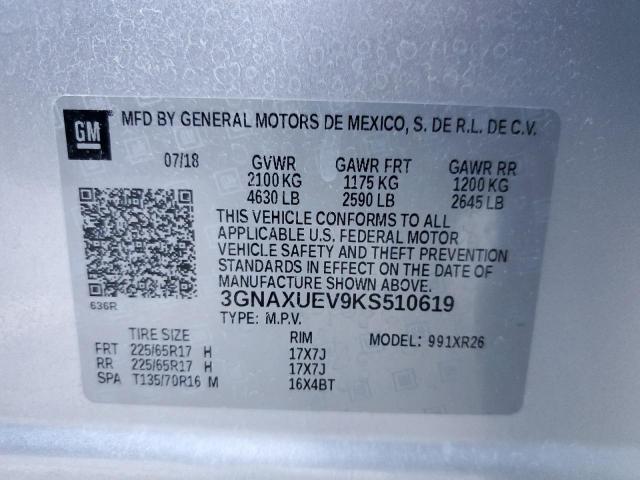 GM
MFD BY GENERAL MOTORS DE MEXICO, S. DE R.L. DE C.V.
07/18 GVWR GAWR FRT GAWR RR
2100 KG 1175 KG 1200 KG
4630 LB 2590 LB 2645 LB
THIS VEHICLE CONFORMS TO ALL
APPLICABLE U.S. FEDERAL MOTOR
VEHICLE SAFETY AND THEFT PREVENTION
STANDARDS IN EFFECT ON THE DATE OF
MANUFACTURE SHOWN ABOVE.
636R
3GNAXUEV9KS510619
TYPE: M.P.V.
TIRE SIZE RIM MODEL: 991XR26
FRT 225/65R17 H 17X7J
RR 225/65R17 H 17X7J
SPA T135/70R16 M 16X4BT